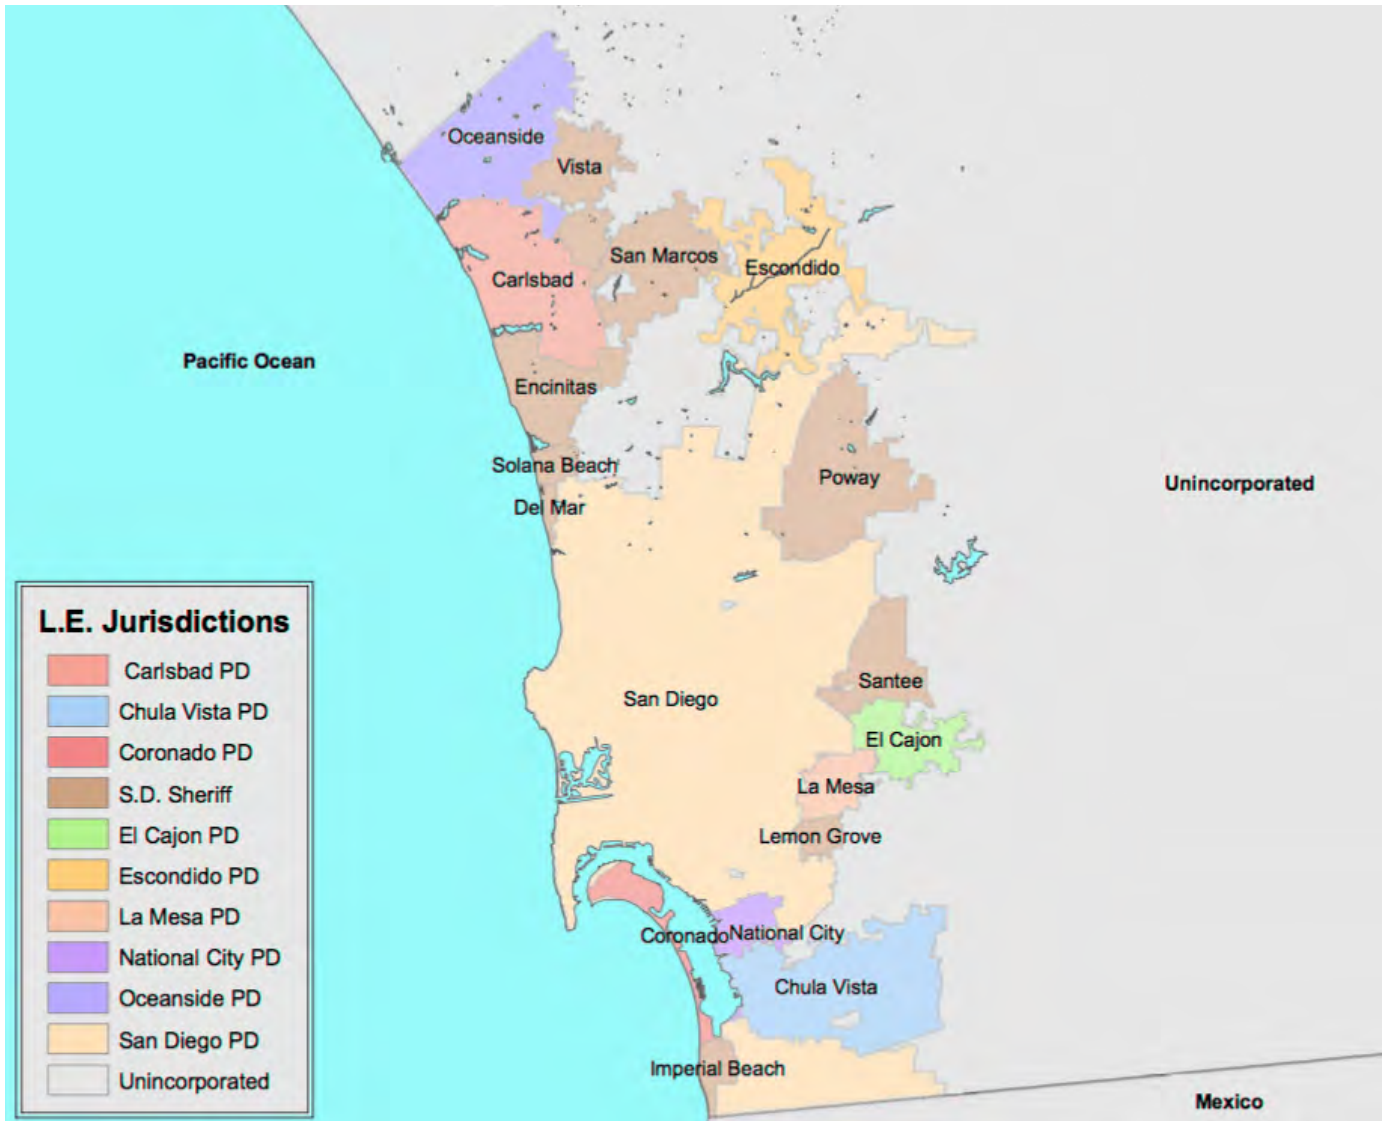 Oceanside
Vista
San Marcos
Escondido
Carlsbad
Pacific Ocean
Encinitas
Solana Beach
Poway
Unincorporated
Del Mar
L.E. Jurisdictions
Carlsbad PD
Chula Vista PD
Coronado PD
S.D. Sheriff
El Cajon PD
Escondido PD
La Mesa PD
National City PD
Oceanside PD
San Diego PD
Unincorporated
San Diego
Santee
El Cajon
La Mesa
Lemon Grove
Coronado
National City
Chula Vista
Imperial Beach
Mexico